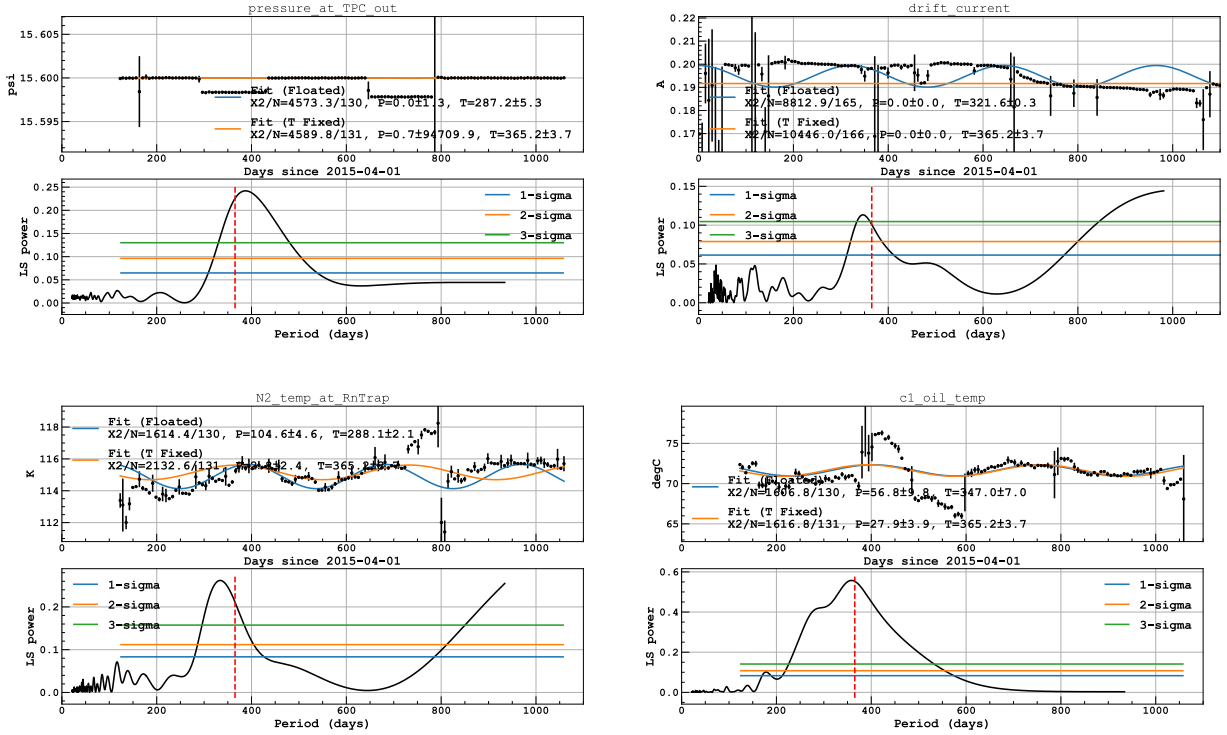 pressure_at_TPC_out
15.605
15.600
15.595
psi
Fit (Floated)
X2/N=4573.3/130, P=0.0±1.3, T=287.2±5.3
Fit (T Fixed)
X2/N=4589.8/131, P=0.7±94709.9, T=365.2±3.7
0 200 400 600 800 1000
Days since 2015-04-01
0.25
0.20
0.15
0.10
0.05
0.00
LS power
1-sigma
2-sigma
3-sigma
0 200 400 600 800 1000
Period (days)
drift_current
0.22
0.21
0.20
0.19
0.18
0.17
A
Fit (Floated)
X2/N=8812.9/165, P=0.0±0.0, T=321.6±0.3
Fit (T Fixed)
X2/N=10446.0/166, P=0.0±0.0, T=365.2±3.7
0 200 400 600 800 1000
Days since 2015-04-01
0.15
0.10
0.05
0.00
LS power
1-sigma
2-sigma
3-sigma
0 200 400 600 800 1000
Period (days)
N2_temp_at_RnTrap
118
116
114
112
K
Fit (Floated)
X2/N=1614.4/130, P=104.6±4.6, T=288.1±2.1
Fit (T Fixed)
X2/N=2132.6/131,
0 200 400 600 800 1000
Days since 2015-04-01
0.2
0.1
0.0
LS power
1-sigma
2-sigma
3-sigma
0 200 400 600 800 1000
Period (days)
c1_oil_temp
75
70
65
degC
Fit (Floated)
X2/N=1606.8/130, P=56.8±9.8, T=347.0±7.0
Fit (T Fixed)
X2/N=1616.8/131, P=27.9±3.9, T=365.2±3.7
0 200 400 600 800 1000
Days since 2015-04-01
0.6
0.4
0.2
0.0
LS power
1-sigma
2-sigma
3-sigma
0 200 400 600 800 1000
Period (days)